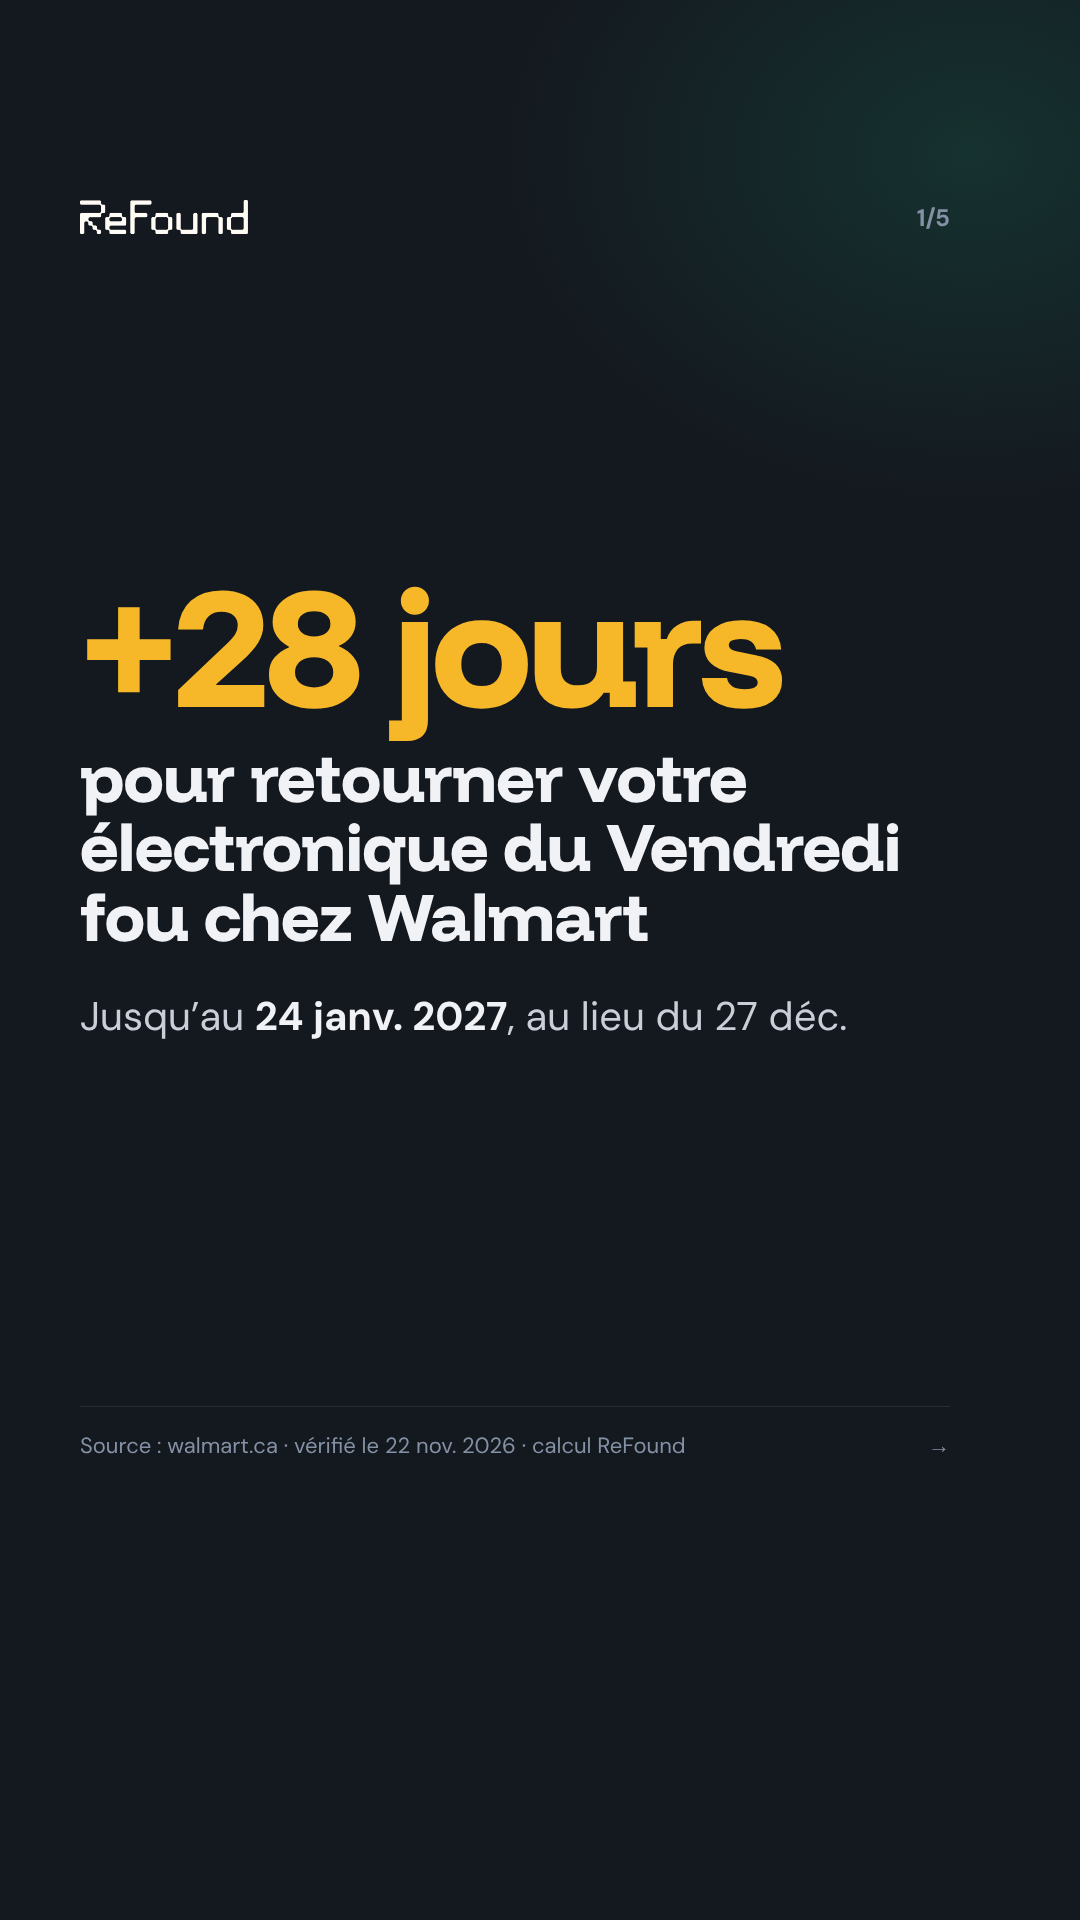 ReFound
1/5
+28 jours
pour retourner votre
électronique du Vendredi
fou chez Walmart
Jusqu’au 24 janv. 2027, au lieu du 27 déc.
Source : walmart.ca · vérifié le 22 nov. 2026 · calcul ReFound →